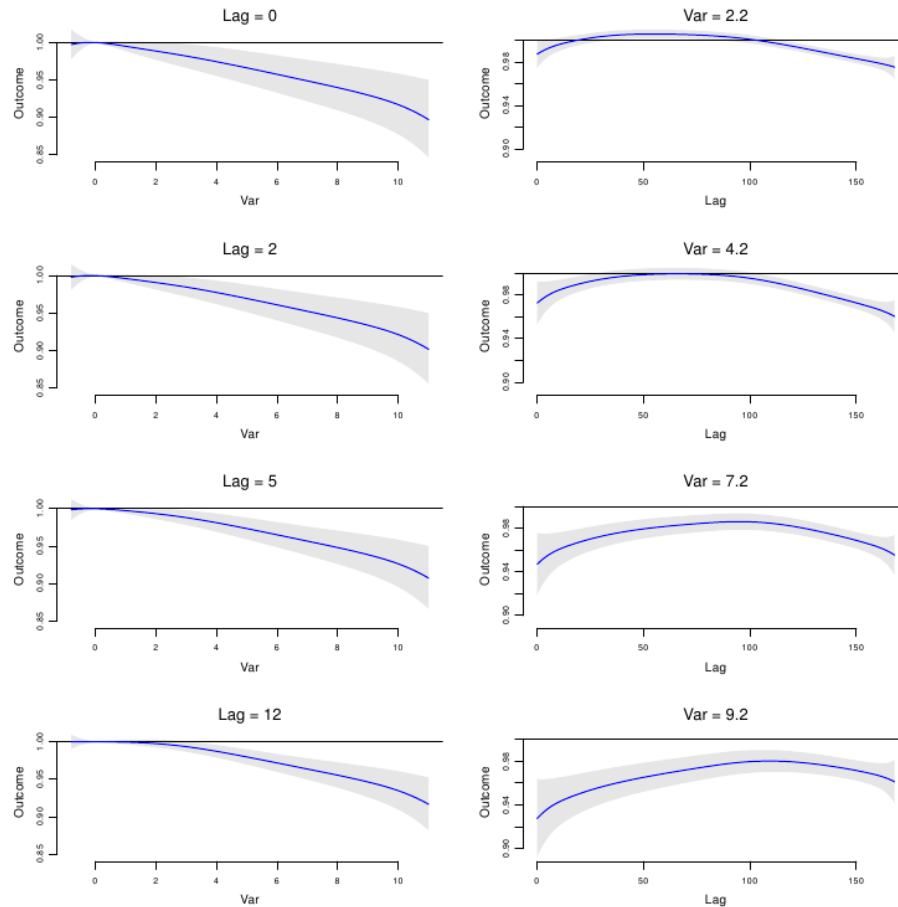 Lag = 0
Outcome
0.85 0.90 0.95 1.00
0 2 4 6 8 10
Var
Var = 2.2
Outcome
0.90 0.94 0.98
0 50 100 150
Lag
Lag = 2
Outcome
0.85 0.90 0.95 1.00
0 2 4 6 8 10
Var
Var = 4.2
Outcome
0.90 0.94 0.98
0 50 100 150
Lag
Lag = 5
Outcome
0.85 0.90 0.95 1.00
0 2 4 6 8 10
Var
Var = 7.2
Outcome
0.90 0.94 0.98
0 50 100 150
Lag
Lag = 12
Outcome
0.85 0.90 0.95 1.00
0 2 4 6 8 10
Var
Var = 9.2
Outcome
0.90 0.94 0.98
0 50 100 150
Lag